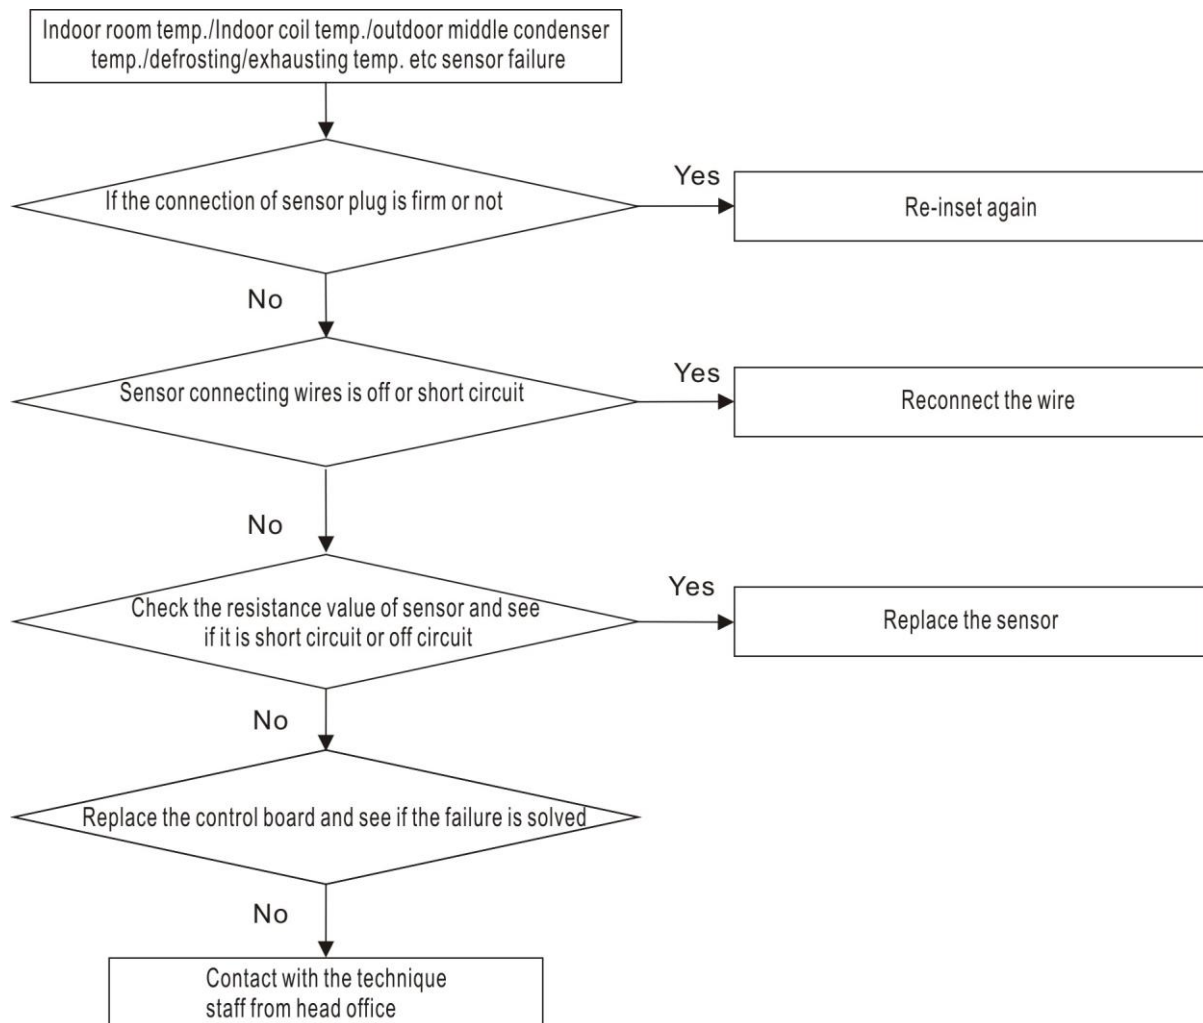 Indoor room temp./Indoor coil temp./outdoor middle condenser
temp./defrosting/exhausting temp. etc sensor failure
If the connection of sensor plug is firm or not
Yes
Re-inset again
No
Sensor connecting wires is off or short circuit
Yes
Reconnect the wire
No
Check the resistance value of sensor and see
if it is short circuit or off circuit
Yes
Replace the sensor
No
Replace the control board and see if the failure is solved
No
Contact with the technique
staff from head office